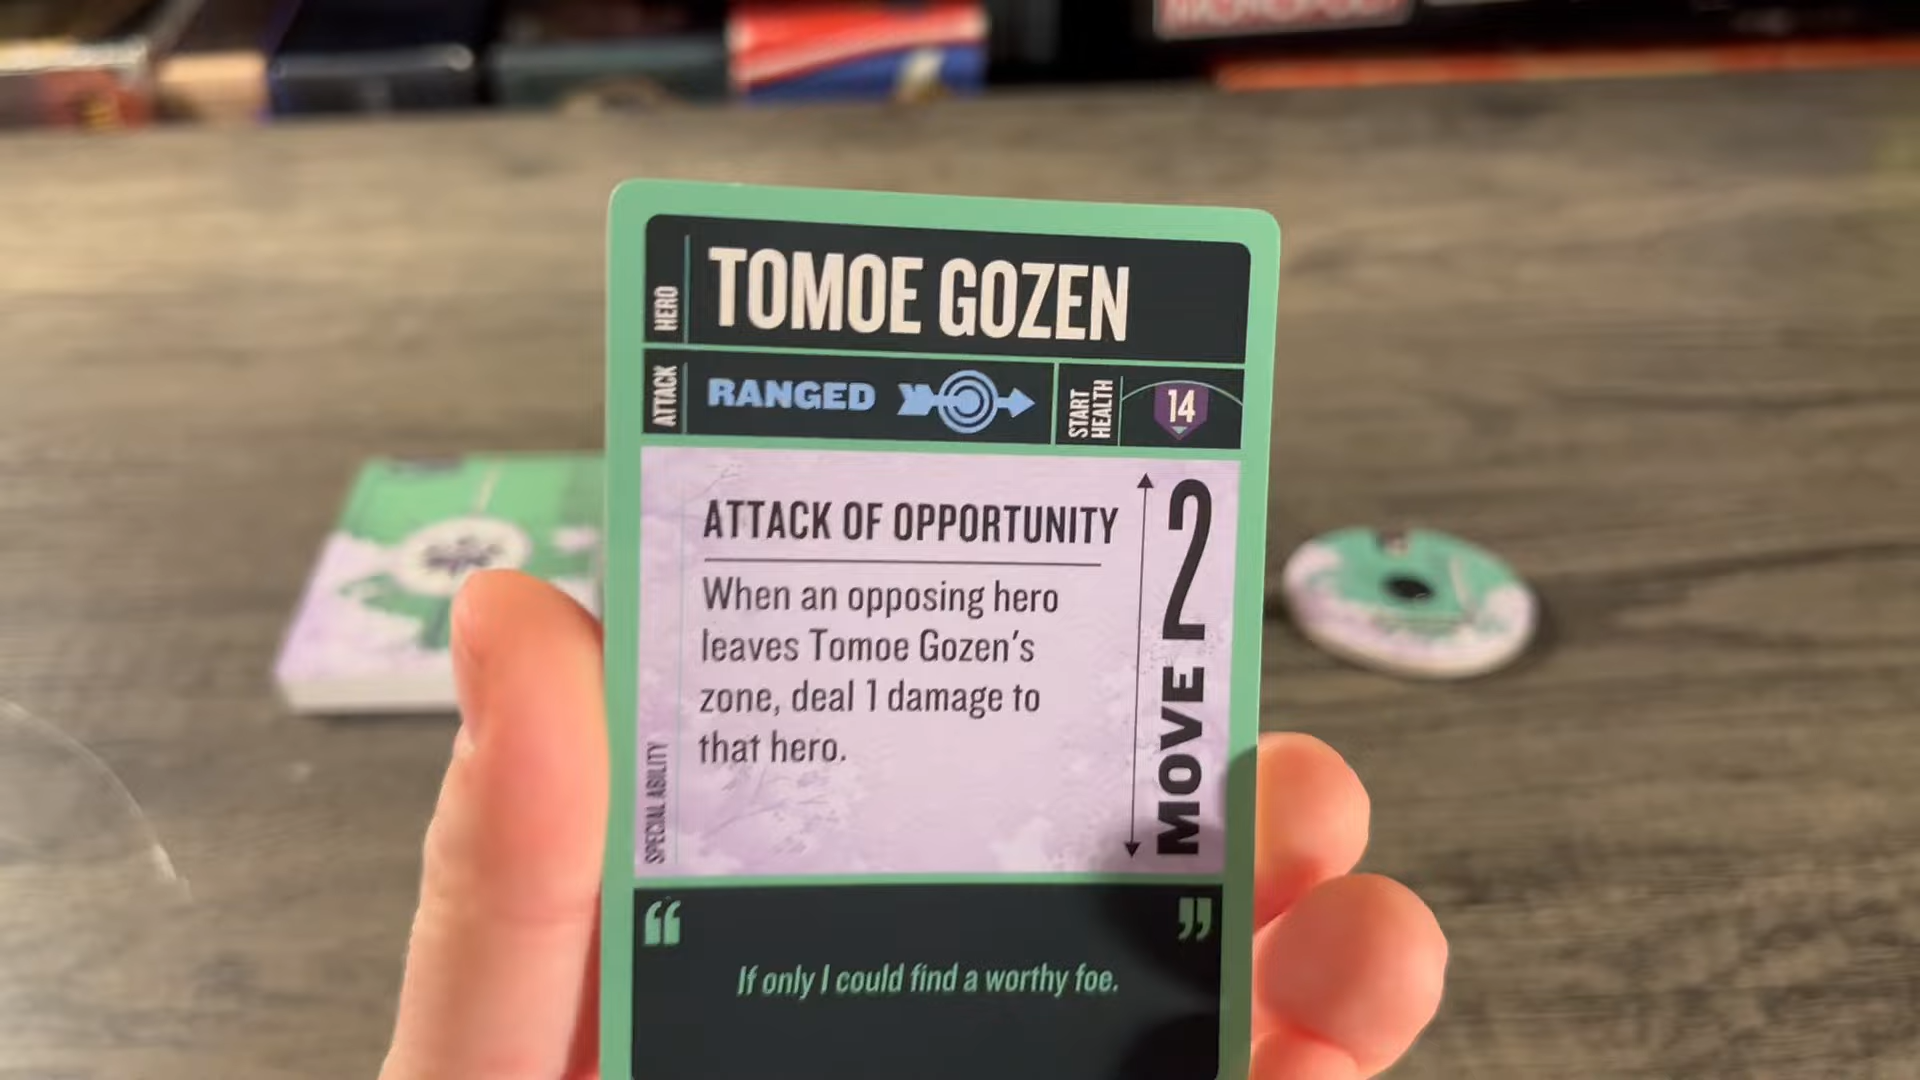 MONOPOLY
HERO
TOMOE GOZEN
ATTACK
RANGED
START
HEALTH
14
ATTACK OF OPPORTUNITY
When an opposing hero
leaves Tomoe Gozen's
zone, deal 1 damage to
that hero.
SPECIAL ABILITY
MOVE 2
“ ”
If only I could find a worthy foe.